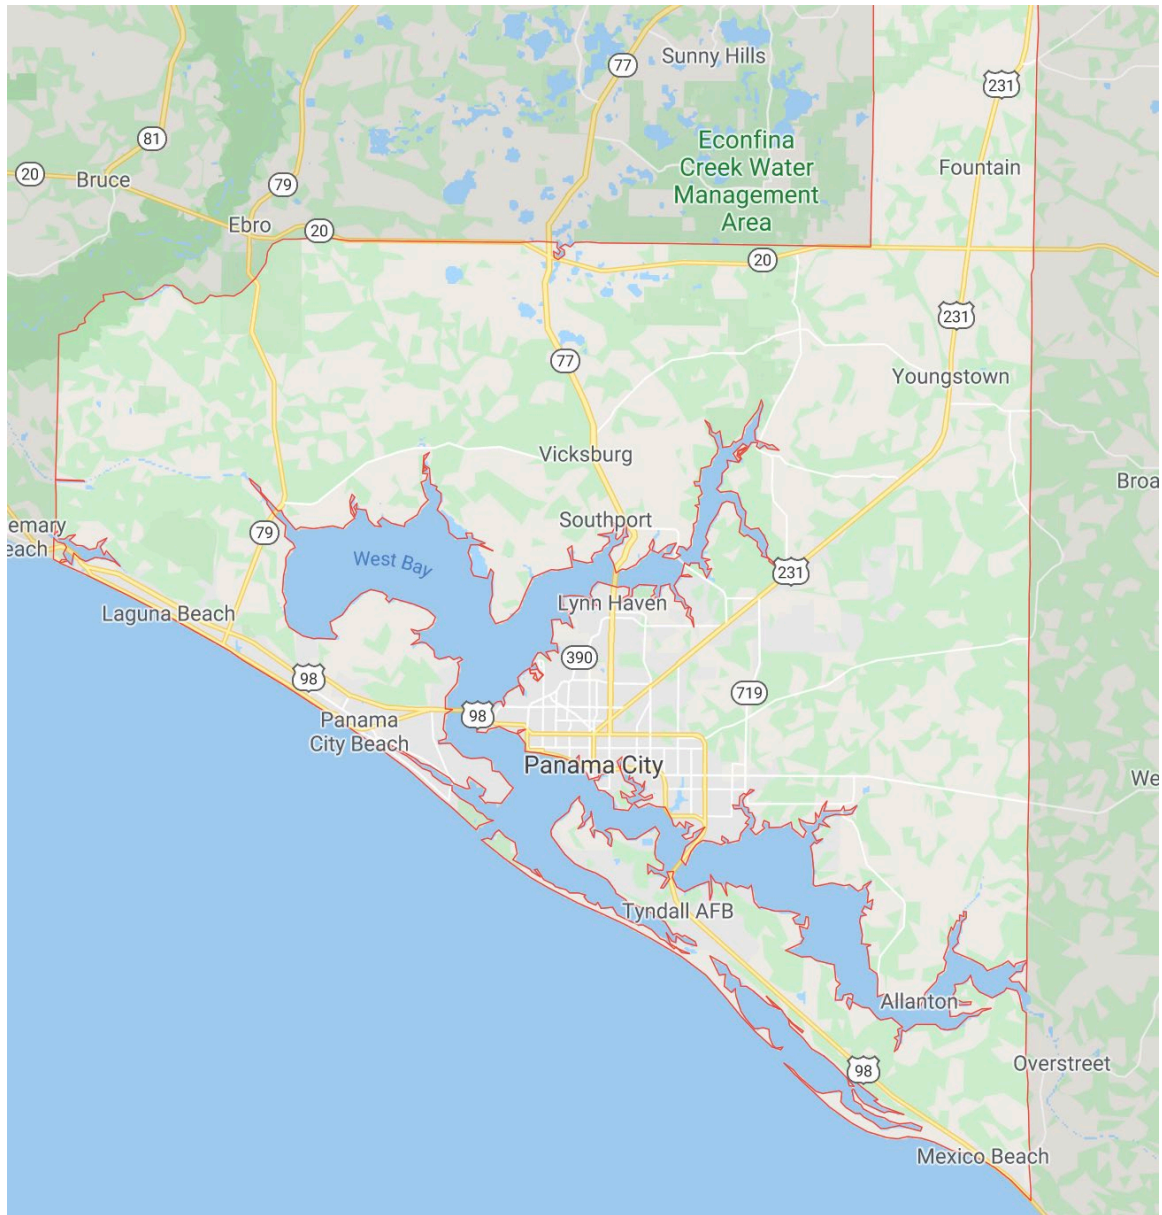 Sunny Hills
77
231
81
Econfina
Creek Water
Management
Area
Fountain
20
Bruce
79
Ebro
20
20
231
77
Youngstown
Vicksburg
Broa
Southport
emary
each
79
West Bay
231
Lynn Haven
Laguna Beach
390
98
719
98
Panama
City Beach
Panama City
We
Tyndall AFB
Allanton
98
Overstreet
Mexico Beach